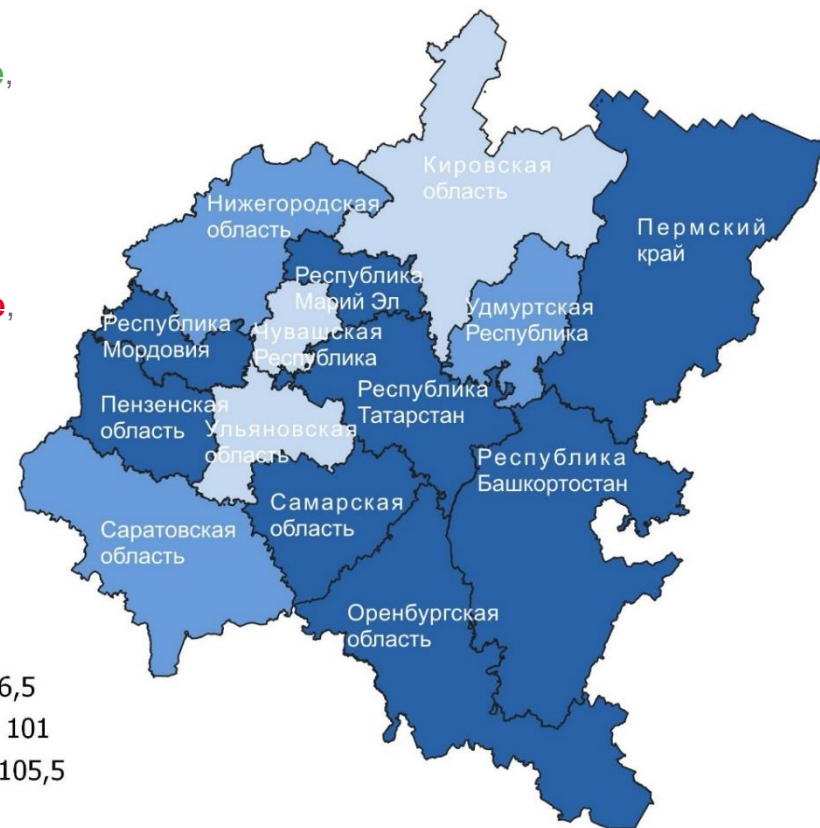 е,
е,
Кировская
область
Нижегородская
область
Пермский
край
Республика
Марий Эл
Удмуртская
Республика
Республика
Мордовия
Чувашская
Республика
Республика
Татарстан
Пензенская
область
Ульяновская
область
Республика
Башкортостан
Самарская
область
Саратовская
область
Оренбургская
область
6,5
101
105,5